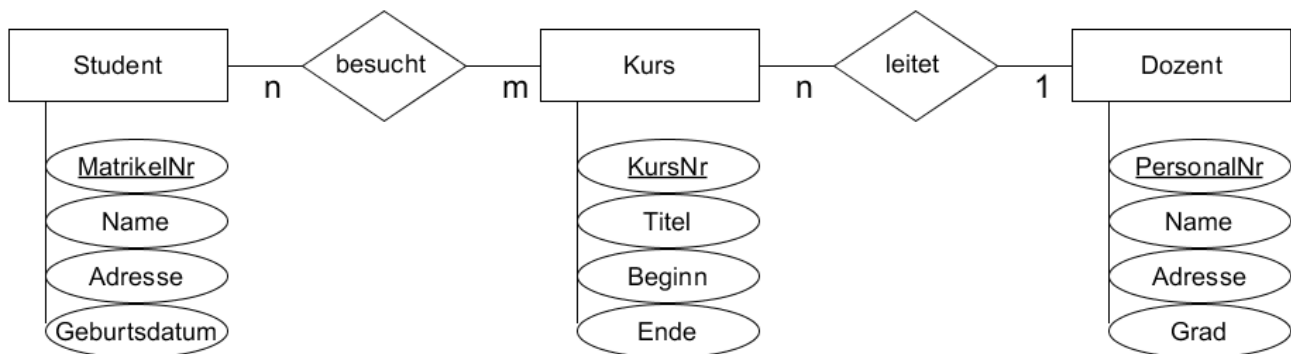 Student
n
besucht
m
Kurs
n
leitet
1
Dozent
MatrikelNr
Name
Adresse
Geburtsdatum
KursNr
Titel
Beginn
Ende
PersonalNr
Name
Adresse
Grad